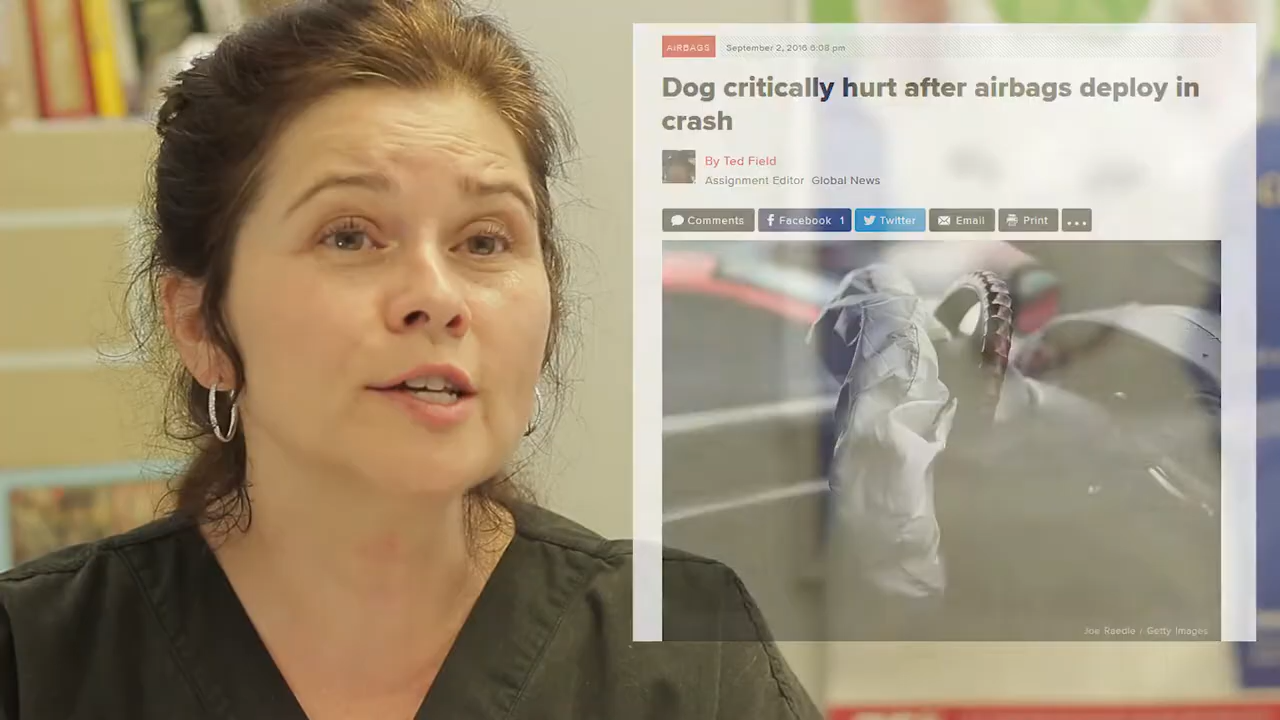 AIRBAGS September 2, 2016 6:08 pm
Dog critically hurt after airbags deploy in
crash
By Ted Field
Assignment Editor Global News
Comments Facebook 1 Twitter Email Print ...
Joe Raedle / Getty Images